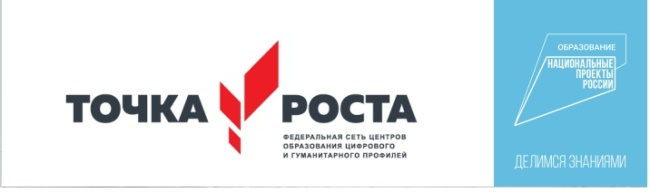 ТОЧКА РОСТА
ФЕДЕРАЛЬНАЯ СЕТЬ ЦЕНТРОВ
ОБРАЗОВАНИЯ ЦИФРОВОГО
И ГУМАНИТАРНОГО ПРОФИЛЕЙ
ОБРАЗОВАНИЕ
НАЦИОНАЛЬНЫЕ
ПРОЕКТЫ
РОССИИ
ДЕЛИМСЯ ЗНАНИЯМИ